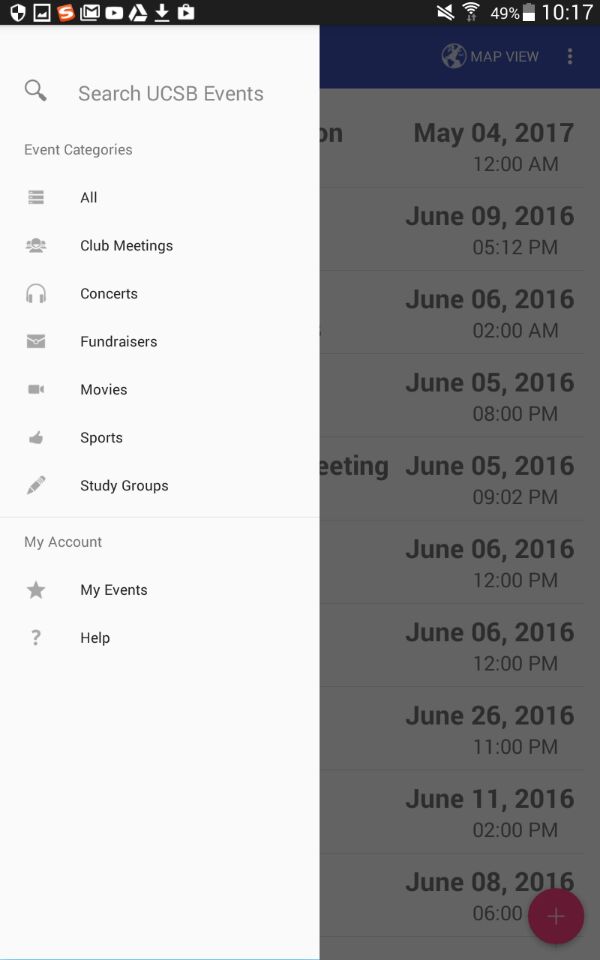 49% 10:17
MAP VIEW
Search UCSB Events
Event Categories
All
Club Meetings
Concerts
Fundraisers
Movies
Sports
Study Groups
My Account
My Events
Help
on May 04, 2017
12:00 AM
June 09, 2016
05:12 PM
June 06, 2016
02:00 AM
June 05, 2016
08:00 PM
eeting June 05, 2016
09:02 PM
June 06, 2016
12:00 PM
June 06, 2016
12:00 PM
June 26, 2016
11:00 PM
June 11, 2016
02:00 PM
June 08, 2016
06:00